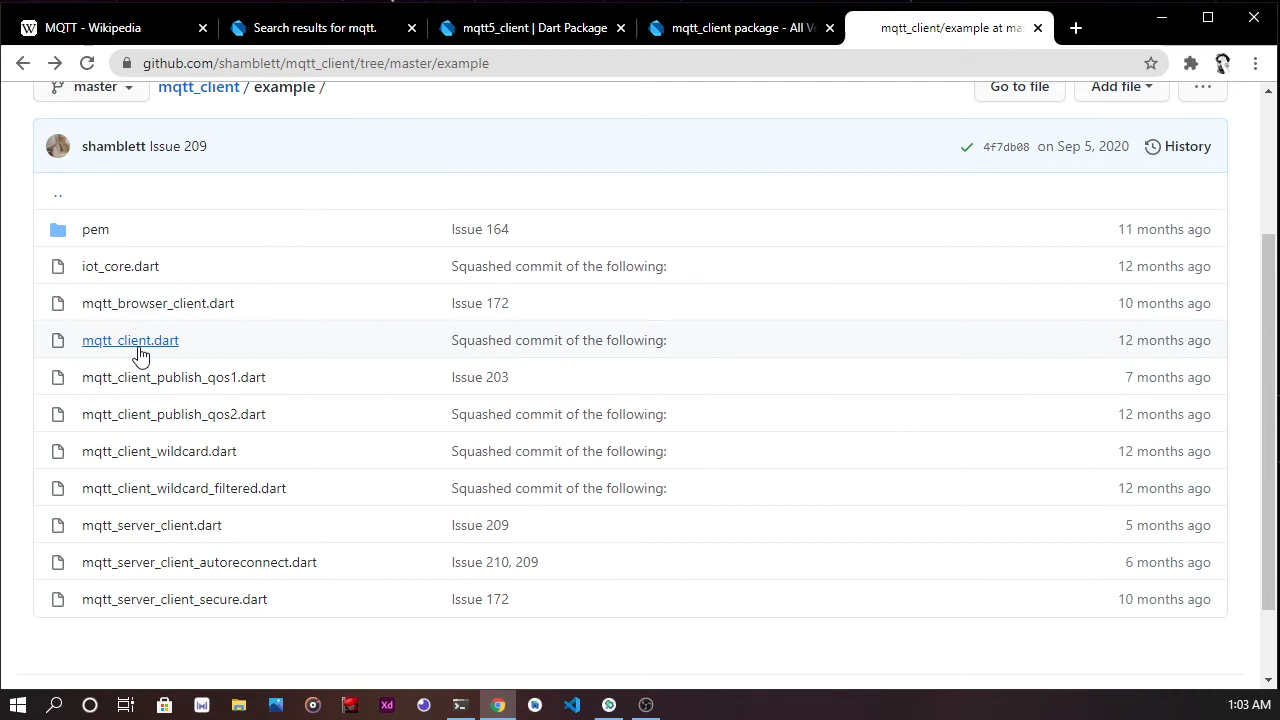 MQTT - Wikipedia
Search results for mqtt.
mqtt5_client | Dart Package
mqtt_client package - All Ve
mqtt_client/example at ma
github.com/shamblett/mqtt_client/tree/master/example
master
mqtt_client / example /
Go to file
Add file
shamblett Issue 209
4f7db08 on Sep 5, 2020
History
..
pem Issue 164 11 months ago
iot_core.dart Squashed commit of the following: 12 months ago
mqtt_browser_client.dart Issue 172 10 months ago
mqtt_client.dart Squashed commit of the following: 12 months ago
mqtt_client_publish_qos1.dart Issue 203 7 months ago
mqtt_client_publish_qos2.dart Squashed commit of the following: 12 months ago
mqtt_client_wildcard.dart Squashed commit of the following: 12 months ago
mqtt_client_wildcard_filtered.dart Squashed commit of the following: 12 months ago
mqtt_server_client.dart Issue 209 5 months ago
mqtt_server_client_autoreconnect.dart Issue 210, 209 6 months ago
mqtt_server_client_secure.dart Issue 172 10 months ago
Xd
1:03 AM